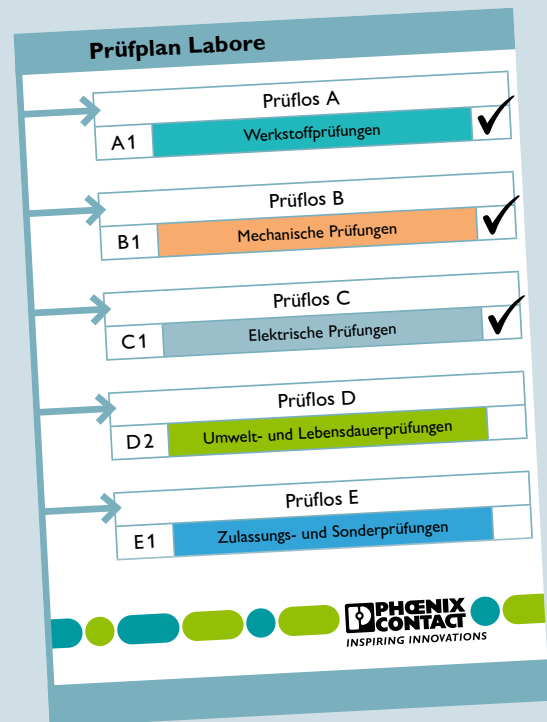 Prüfplan Labore
Prüflos A
A1 Werkstoffprüfungen
Prüflos B
B1 Mechanische Prüfungen
Prüflos C
C1 Elektrische Prüfungen
Prüflos D
D2 Umwelt- und Lebensdauerprüfungen
Prüflos E
E1 Zulassungs- und Sonderprüfungen
PHŒNIX
CONTACT
INSPIRING INNOVATIONS